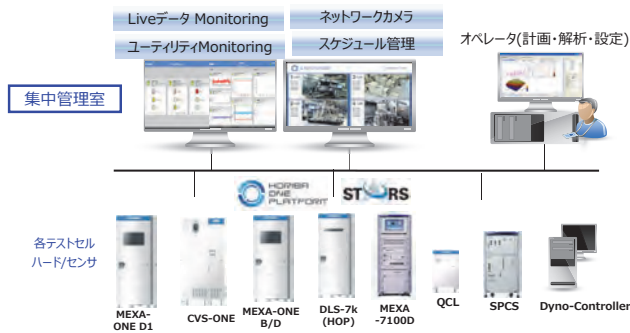 Liveデータ Monitoring
ネットワークカメラ
ユーティリティMonitoring
スケジュール管理
オペレータ(計画・解析・設定)
集中管理室
HORIBA
ONE
PLATFORM
STARS
各テストセル
ハード/センサ
MEXA-
ONE D1
CVS-ONE
MEXA-ONE
B/D
DLS-7k
(HOP)
MEXA
-7100D
QCL
SPCS
Dyno-Controller